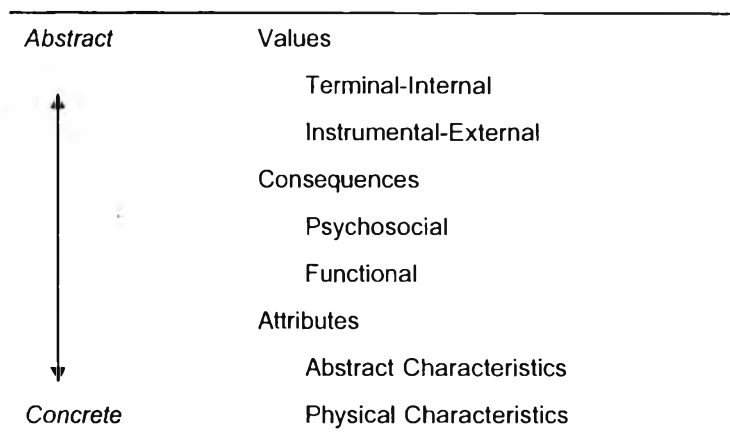 Abstract Values
Terminal-Internal
Instrumental-External
Consequences
Psychosocial
Functional
Attributes
Abstract Characteristics
Concrete Physical Characteristics